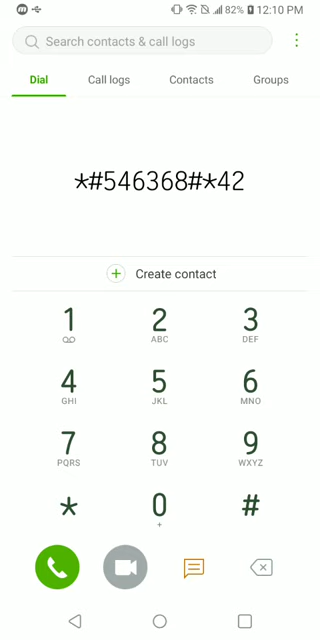 82% 12:10 PM
Search contacts & call logs
Dial Call logs Contacts Groups
*#546368#*42
+ Create contact
1 2 3
ABC DEF
4 5 6
GHI JKL MNO
7 8 9
PQRS TUV WXYZ
* 0 #
+